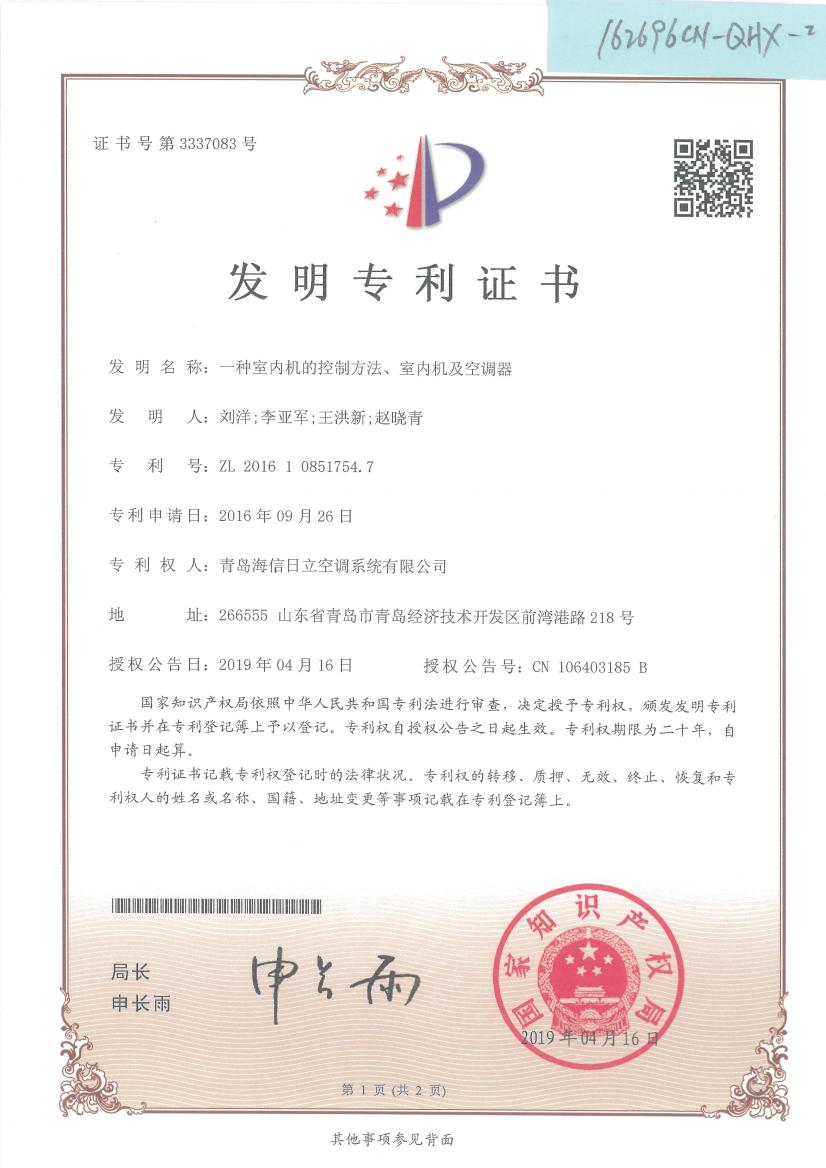 162696CN-QHX-2
证书号第3337083号
发明专利证书
发明名称：一种室内机的控制方法、室内机及空调器
发明人：刘洋;李亚军;王洪新;赵晓青
专利号：ZL 2016 1 0851754.7
专利申请日：2016年09月26日
专利权人：青岛海信日立空调系统有限公司
地址：266555 山东省青岛市青岛经济技术开发区前湾港路218号
授权公告日：2019年04月16日 授权公告号：CN 106403185 B
国家知识产权局依照中华人民共和国专利法进行审查，决定授予专利权，颁发发明专利
证书并在专利登记簿上予以登记。专利权自授权公告之日起生效。专利权期限为二十年，自
申请日起算。
专利证书记载专利权登记时的法律状况。专利权的转移、质押、无效、终止、恢复和专
利权人的姓名或名称、国籍、地址变更等事项记载在专利登记簿上。
局长
申长雨
申长雨
国家知识产权局
2019年04月16日
第1页(共2页)
其他事项参见背面